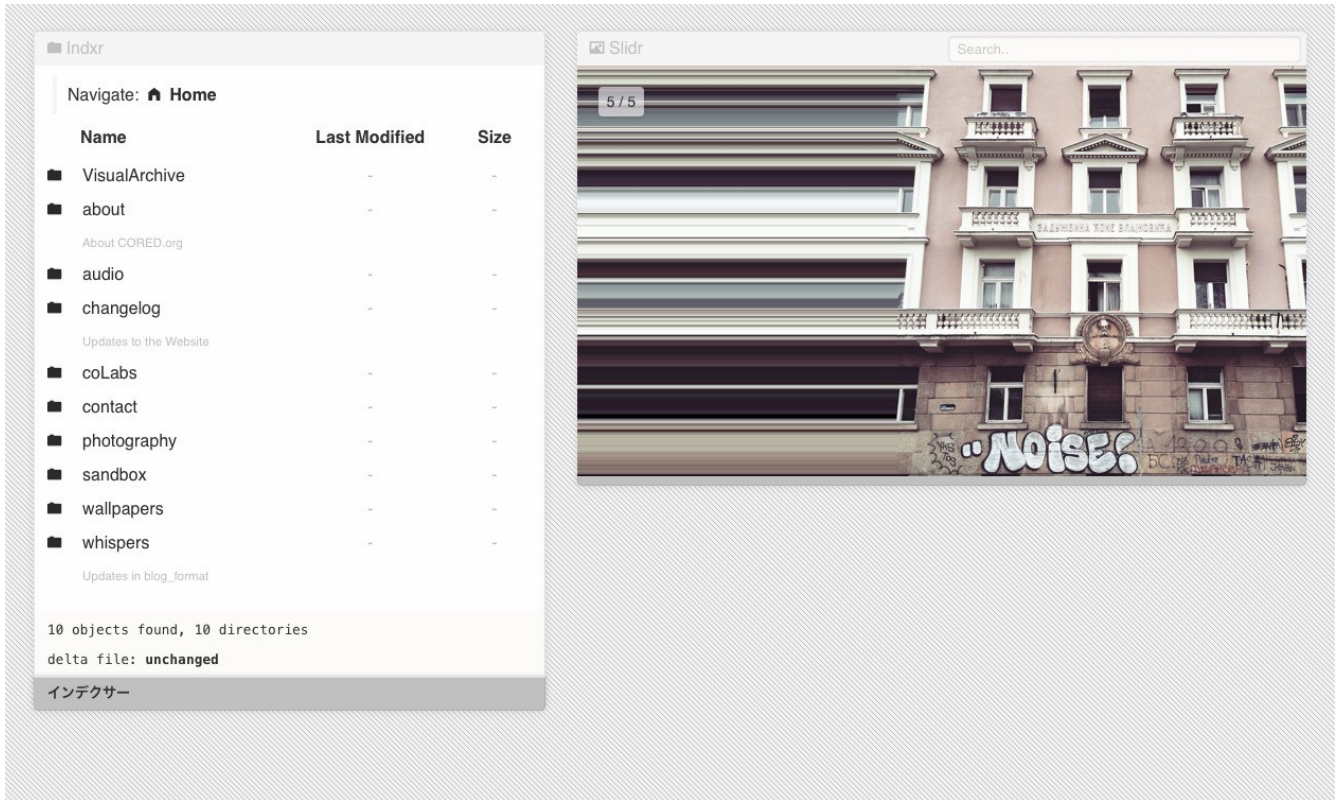 Indxr
Navigate: Home
Name Last Modified Size
VisualArchive - -
about - -
About CORED.org
audio - -
changelog - -
Updates to the Website
coLabs - -
contact - -
photography - -
sandbox - -
wallpapers - -
whispers - -
Updates in blog_format
10 objects found, 10 directories
delta file: unchanged
インデクサー
Slidr
Search..
5 / 5
ЗАДУЖБИНА
"NOiSE!